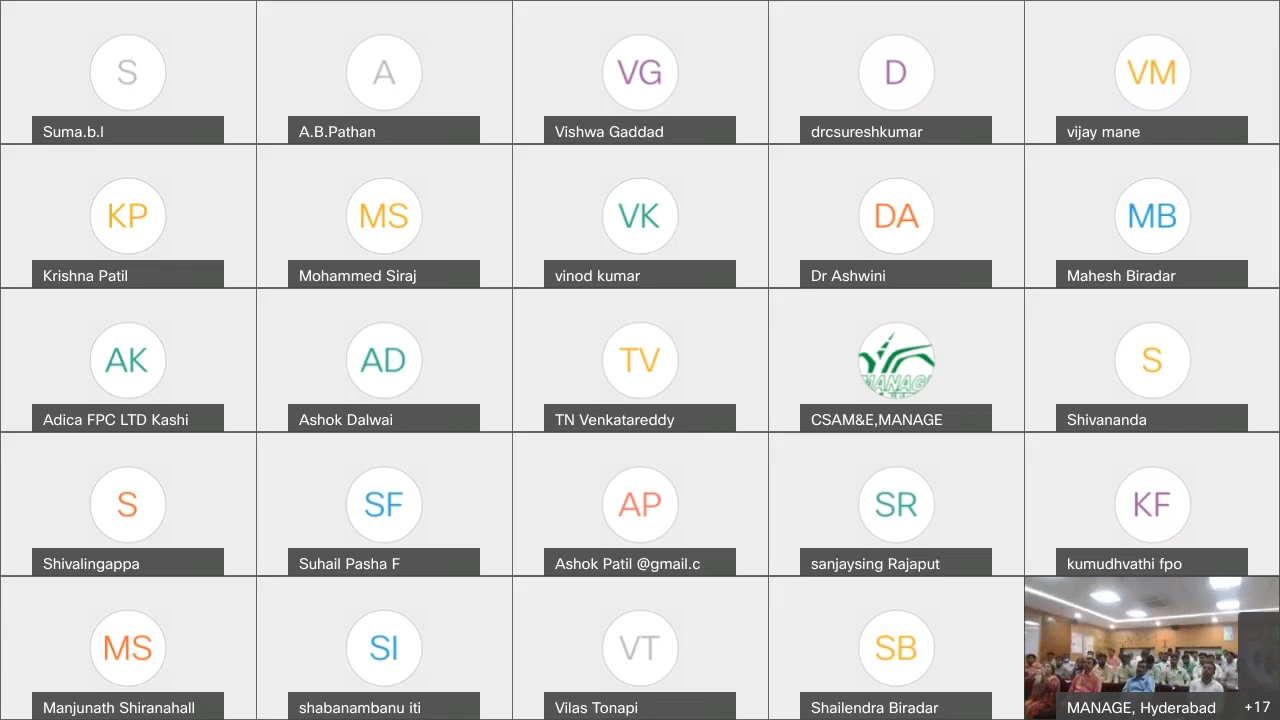 S
A
VG
D
VM
Suma.b.l
A.B.Pathan
Vishwa Gaddad
drcsureshkumar
vijay mane
KP
MS
VK
DA
MB
Krishna Patil
Mohammed Siraj
vinod kumar
Dr Ashwini
Mahesh Biradar
AK
AD
TV
MANAGE
S
Adica FPC LTD Kashi
Ashok Dalwai
TN Venkatareddy
CSAM&E,MANAGE
Shivananda
S
SF
AP
SR
KF
Shivalingappa
Suhail Pasha F
Ashok Patil @gmail.c
sanjaysing Rajaput
kumudhvathi fpo
MS
SI
VT
SB
Manjunath Shiranahall
shabanambanu iti
Vilas Tonapi
Shailendra Biradar
MANAGE, Hyderabad +17